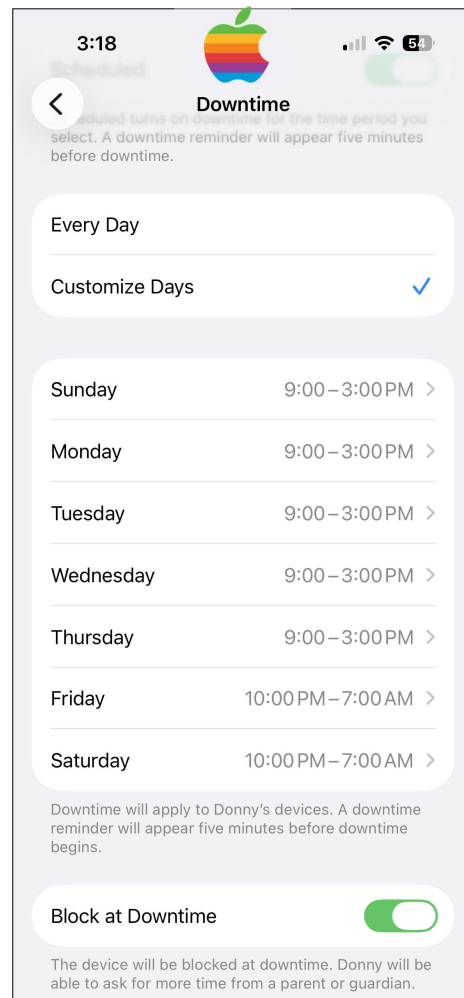 3:18
54
Scheduled
Downtime
Scheduled turns on downtime for the time period you
select. A downtime reminder will appear five minutes
before downtime.
Every Day
Customize Days
Sunday 9:00–3:00 PM
Monday 9:00–3:00 PM
Tuesday 9:00–3:00 PM
Wednesday 9:00–3:00 PM
Thursday 9:00–3:00 PM
Friday 10:00 PM–7:00 AM
Saturday 10:00 PM–7:00 AM
Downtime will apply to Donny’s devices. A downtime
reminder will appear five minutes before downtime
begins.
Block at Downtime
The device will be blocked at downtime. Donny will be
able to ask for more time from a parent or guardian.